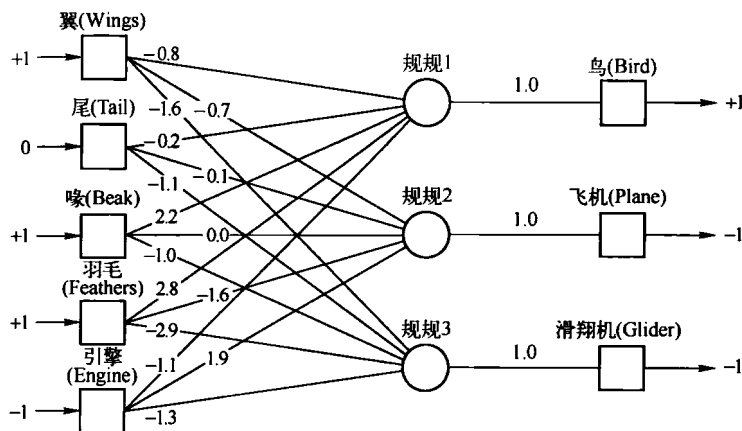 翼(Wings)
+1
-0.8
规规1
1.0
鸟(Bird)
+1
尾(Tail)
-1.6
-0.7
0
-0.2
喙(Beak)
-1.1
-0.1
规规2
飞机(Plane)
+1
2.2
0.0
1.0
-1
-1.0
羽毛
(Feathers)
+1
2.8
-1.6
规规3
滑翔机(Glider)
-2.9
1.0
-1
引擎
(Engine)
-1.1
1.9
-1
-1.3